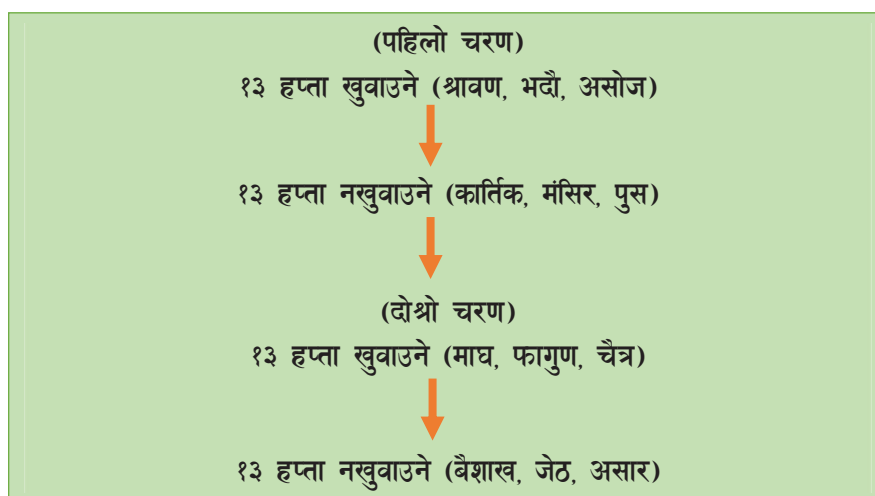 (पहिलो चरण)
१३ हप्ता खुवाउने (श्रावण, भदौ, असोज)
१३ हप्ता नखुवाउने (कार्तिक, मंसिर, पुस)
(दोश्रो चरण)
१३ हप्ता खुवाउने (माघ, फागुण, चैत्र)
१३ हप्ता नखुवाउने (बैशाख, जेठ, असार)